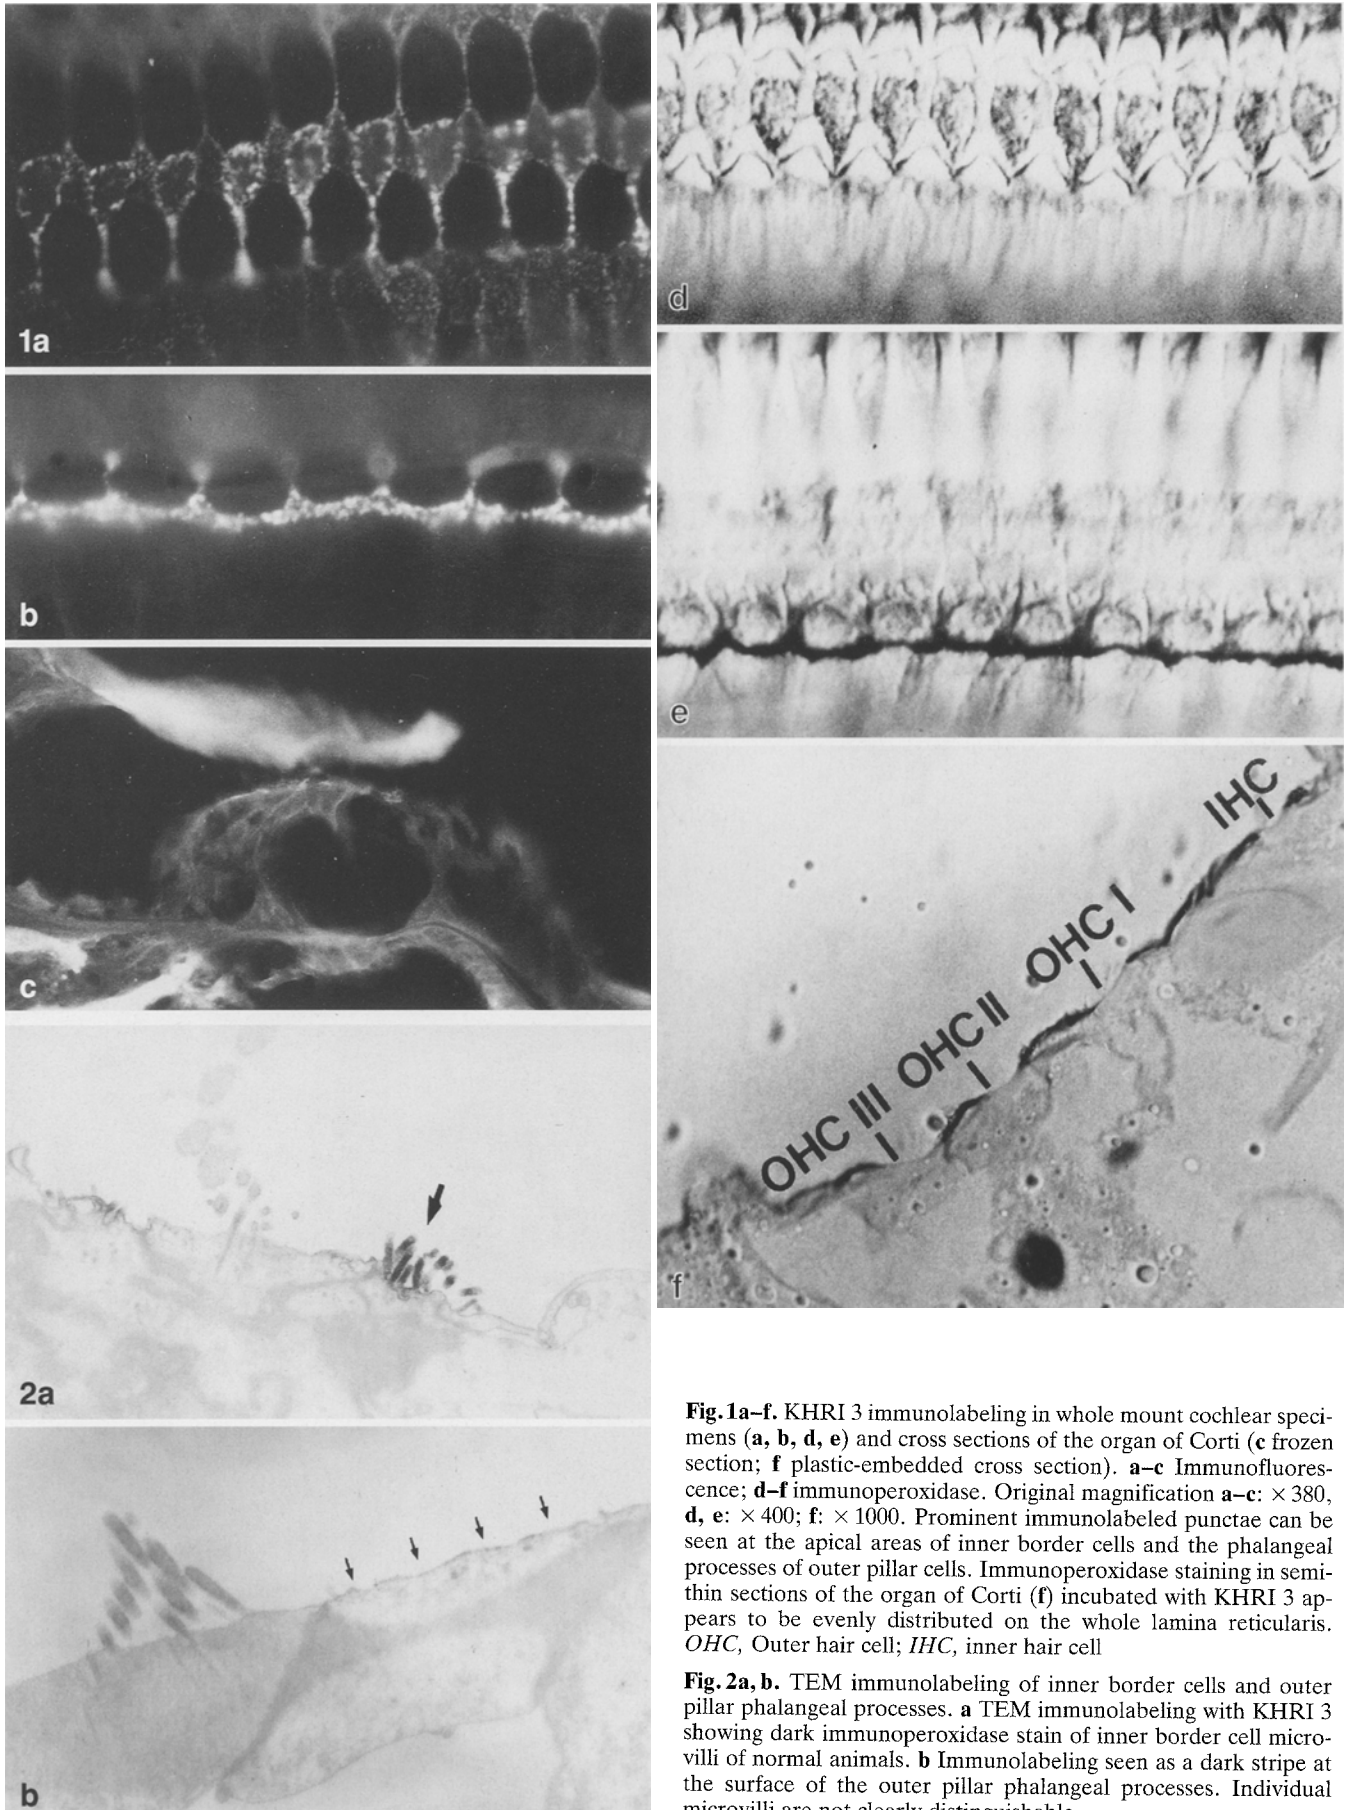 1a
b
c
2a
b
d
e
IHC
OHC I
OHC II
OHC III
f
Fig. 1a–f. KHRI 3 immunolabeling in whole mount cochlear speci-
mens (a, b, d, e) and cross sections of the organ of Corti (c frozen
section; f plastic-embedded cross section). a–c Immunofluores-
cence; d–f immunoperoxidase. Original magnification a–c: × 380,
d, e: × 400; f: × 1000. Prominent immunolabeled punctae can be
seen at the apical areas of inner border cells and the phalangeal
processes of outer pillar cells. Immunoperoxidase staining in semi-
thin sections of the organ of Corti (f) incubated with KHRI 3 ap-
pears to be evenly distributed on the whole lamina reticularis.
OHC, Outer hair cell; IHC, inner hair cell
Fig. 2a, b. TEM immunolabeling of inner border cells and outer
pillar phalangeal processes. a TEM immunolabeling with KHRI 3
showing dark immunoperoxidase stain of inner border cell micro-
villi of normal animals. b Immunolabeling seen as a dark stripe at
the surface of the outer pillar phalangeal processes. Individual
microvilli are not clearly distinguishable